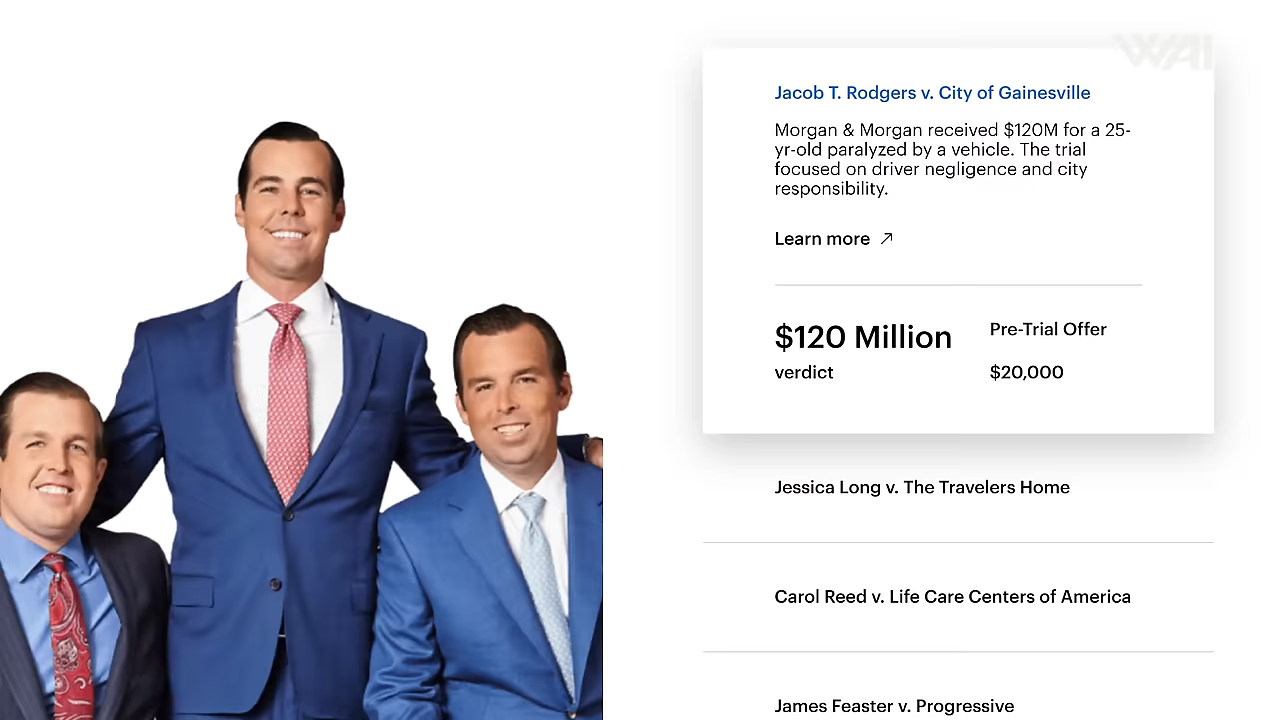 WAI
Jacob T. Rodgers v. City of Gainesville
Morgan & Morgan received $120M for a 25-
yr-old paralyzed by a vehicle. The trial
focused on driver negligence and city
responsibility.
Learn more ↗
$120 Million
verdict
Pre-Trial Offer
$20,000
Jessica Long v. The Travelers Home
Carol Reed v. Life Care Centers of America
James Feaster v. Progressive